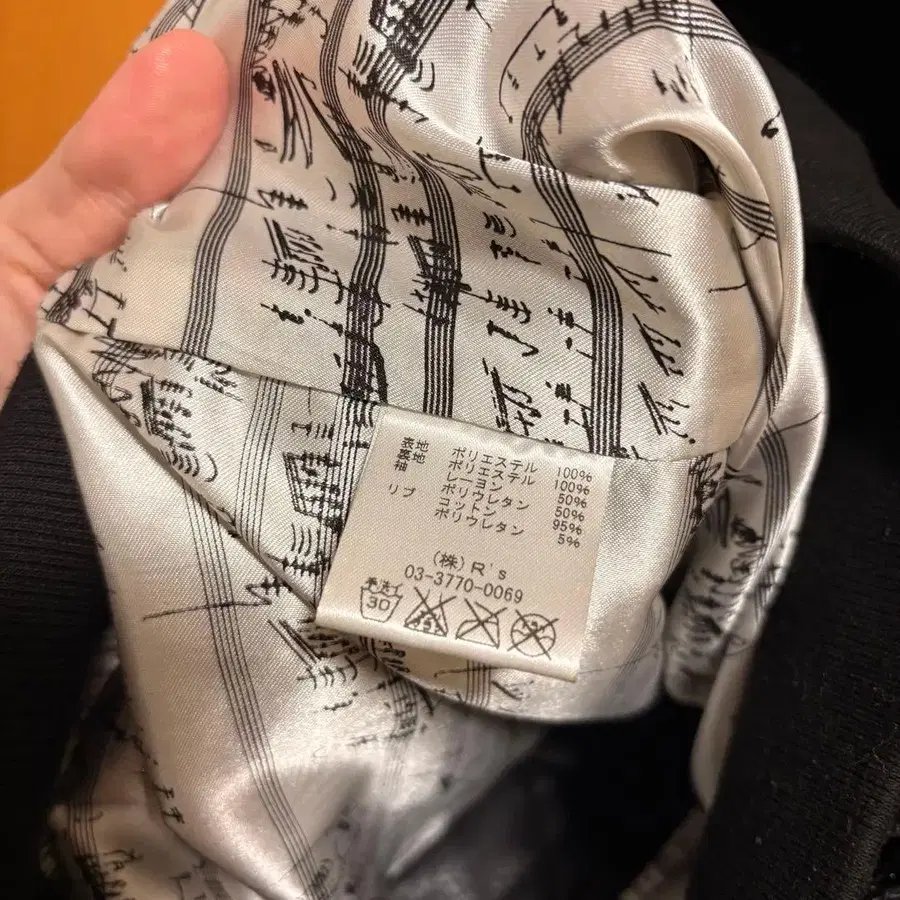 表地 ポリエステル 100%
裏地 ポリエステル 100%
袖 レーヨン 50%
ポリウレタン 50%
リブ コットン 95%
ポリウレタン 5%
(株) R's
03-3770-0069
手洗イ
30